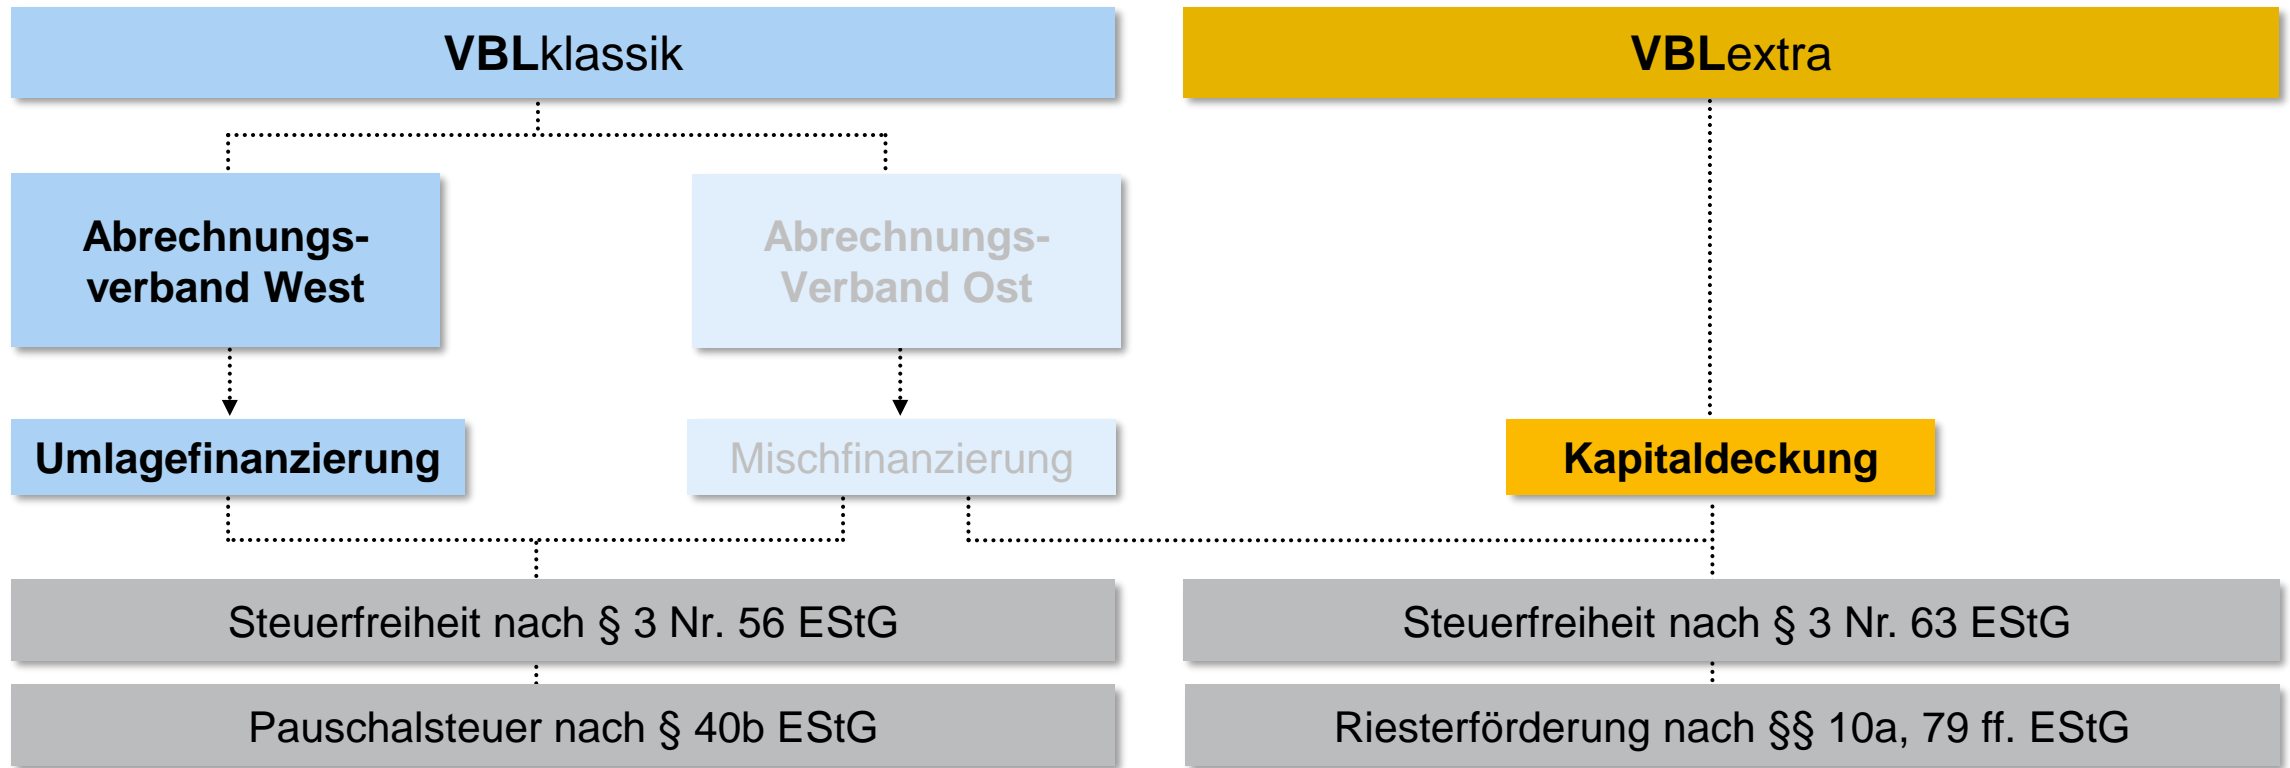 VBLklassik
VBLextra
Abrechnungs-
verband West
Abrechnungs-
Verband Ost
Umlagefinanzierung
Mischfinanzierung
Kapitaldeckung
Steuerfreiheit nach § 3 Nr. 56 EStG
Steuerfreiheit nach § 3 Nr. 63 EStG
Pauschalsteuer nach § 40b EStG
Riesterförderung nach §§ 10a, 79 ff. EStG